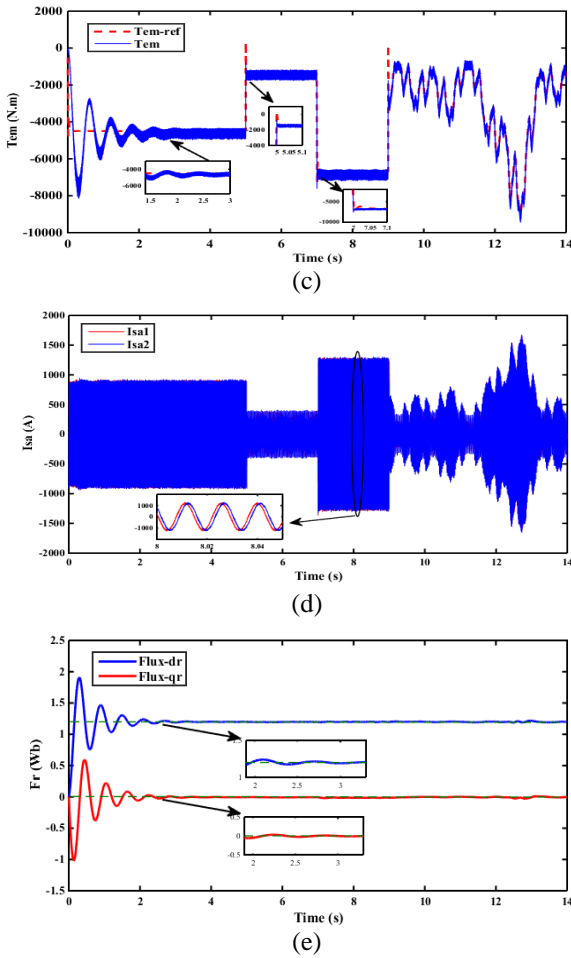 2000
0
-2000
-4000
-6000
-8000
-10000
Tem (N.m)
Tem-ref
Tem
0
-2000
-4000
5 5.05 5.1
-4000
-6000
1.5 2 2.5 3
-5000
-10000
7 7.05 7.1
0 2 4 6 8 10 12 14
Time (s)
(c)
2000
1500
1000
500
0
-500
-1000
-1500
2000
Isa (A)
Isa1
Isa2
1000
0
-1000
8 8.02 8.04
0 2 4 6 8 10 12 14
Time (s)
(d)
2.5
2
1.5
1
0.5
0
-0.5
-1
-1.5
Fr (Wb)
Flux-dr
Flux-qr
1.5
1
2 2.5 3
0.5
0
-0.5
2 2.5 3
0 2 4 6 8 10 12 14
Time (s)
(e)